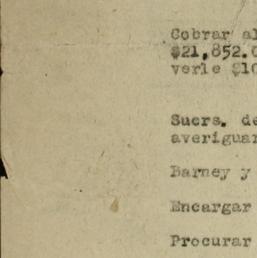 Cobrar al
$21,852.0
verle $10
Sucrs. de
averiguar
Barney y
Encargar
Procurar